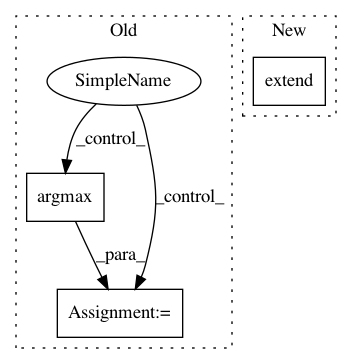 Old
New
SimpleName
extend
_control_
argmax
_control_
_para_
Assignment:=